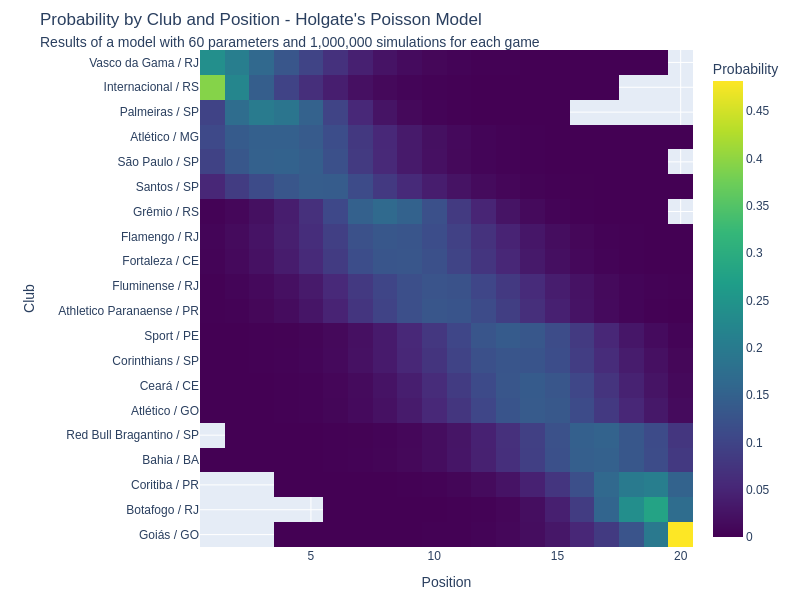 Probability by Club and Position - Holgate's Poisson Model
Results of a model with 60 parameters and 1,000,000 simulations for each game
Probability
Vasco da Gama / RJ
Internacional / RS
Palmeiras / SP
Atlético / MG
São Paulo / SP
Santos / SP
Grêmio / RS
Flamengo / RJ
Fortaleza / CE
Fluminense / RJ
Athletico Paranaense / PR
Sport / PE
Corinthians / SP
Ceará / CE
Atlético / GO
Red Bull Bragantino / SP
Bahia / BA
Coritiba / PR
Botafogo / RJ
Goiás / GO
Club
5
10
15
20
Position
0.45
0.4
0.35
0.3
0.25
0.2
0.15
0.1
0.05
0